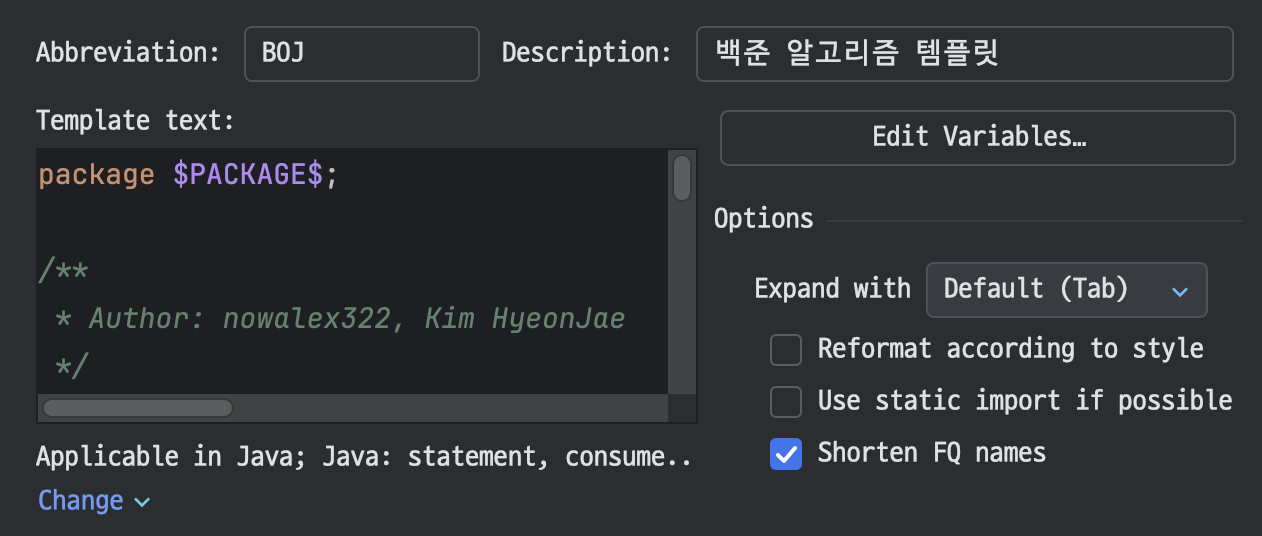 Abbreviation: BOJ Description: 백준 알고리즘 템플릿
Template text:
package $PACKAGE$;
/**
* Author: nowalex322, Kim HyeonJae
*/
Applicable in Java; Java: statement, consume..
Change
Edit Variables…
Options
Expand with Default (Tab)
Reformat according to style
Use static import if possible
Shorten FQ names